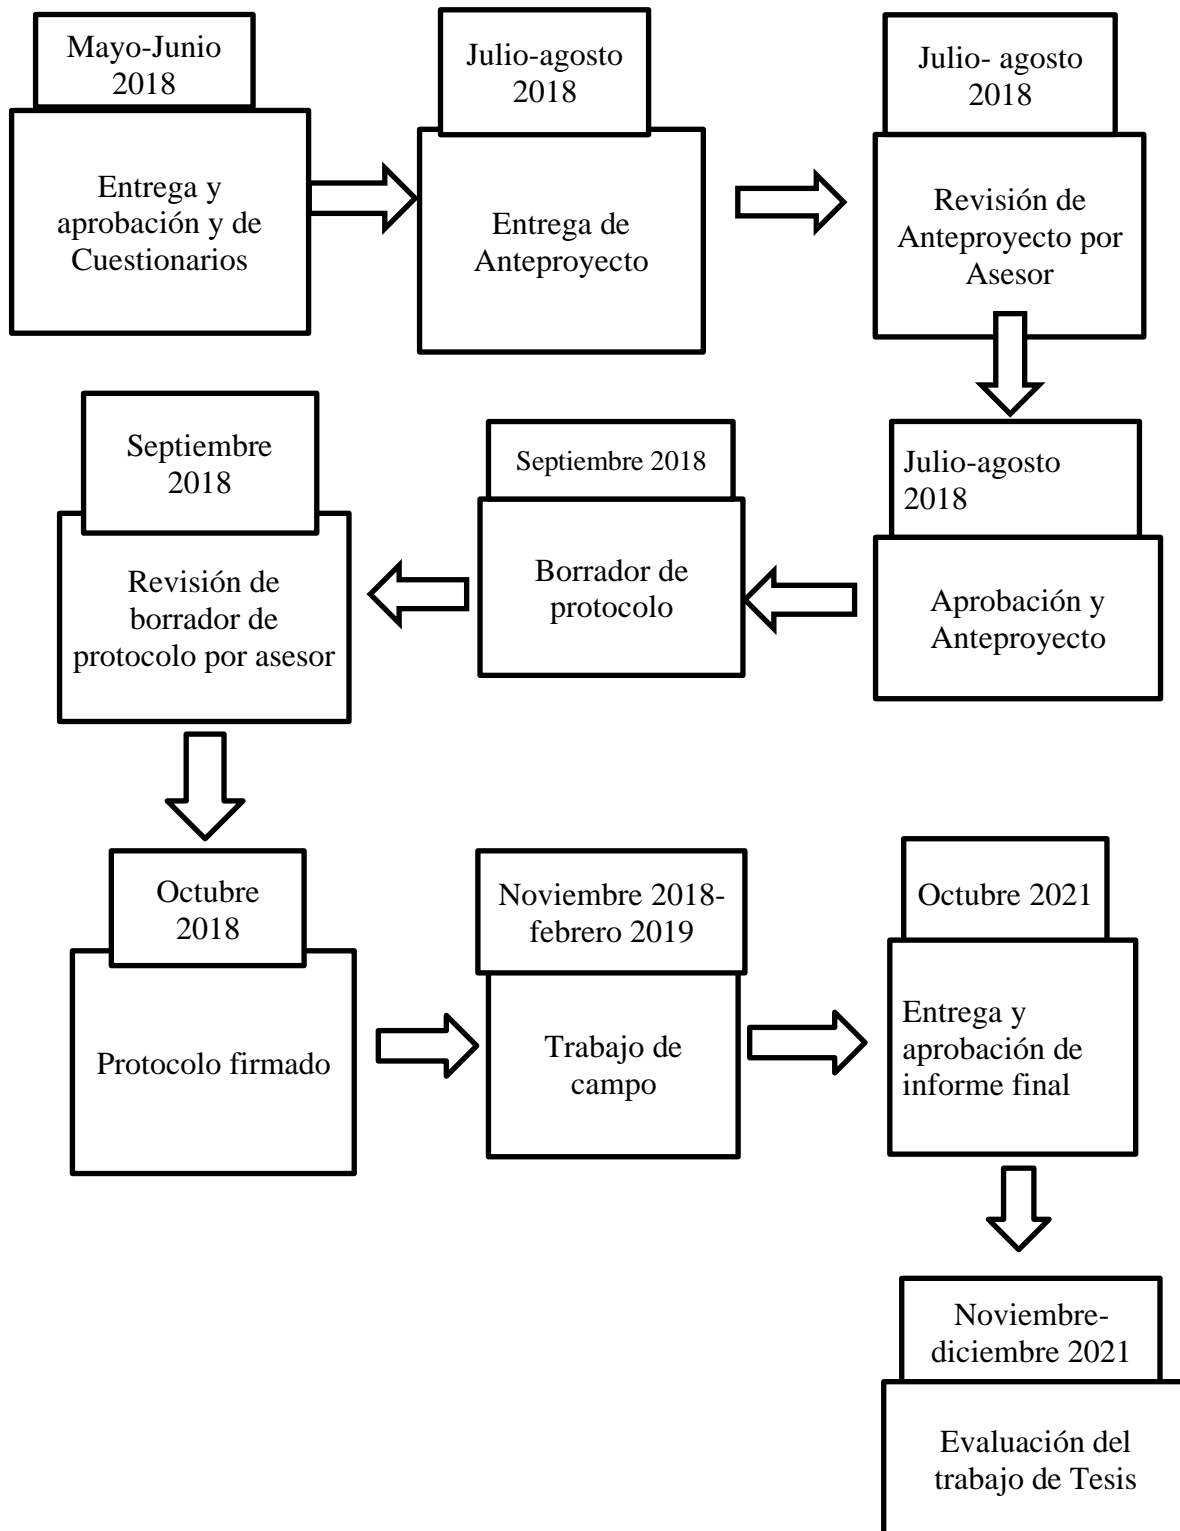 Mayo-Junio
2018
Entrega y
aprobación y de
Cuestionarios
Julio-agosto
2018
Entrega de
Anteproyecto
Julio- agosto
2018
Revisión de
Anteproyecto por
Asesor
Julio-agosto
2018
Aprobación y
Anteproyecto
Septiembre 2018
Borrador de
protocolo
Septiembre
2018
Revisión de
borrador de
protocolo por asesor
Octubre
2018
Protocolo firmado
Noviembre 2018-
febrero 2019
Trabajo de
campo
Octubre 2021
Entrega y
aprobación de
informe final
Noviembre-
diciembre 2021
Evaluación del
trabajo de Tesis